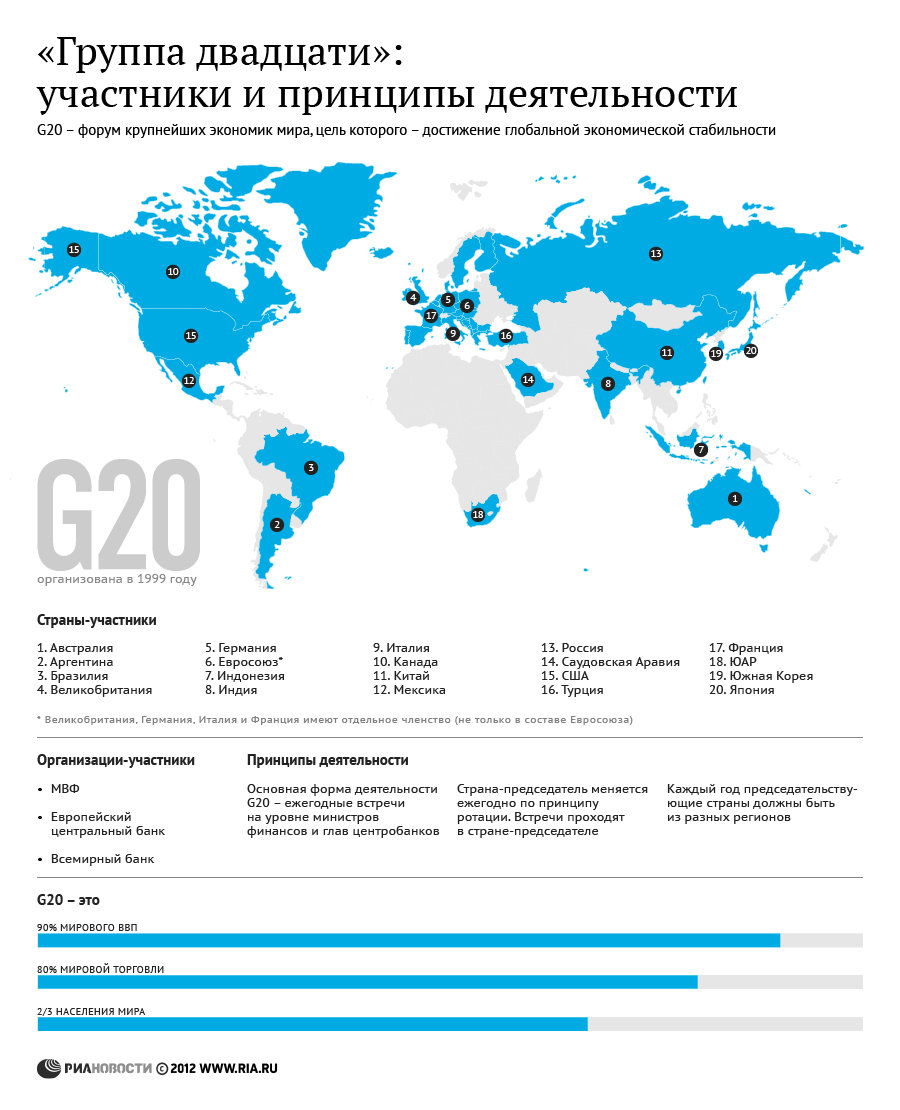 «Группа двадцати»:
участники и принципы деятельности
G20 – форум крупнейших экономик мира, цель которого – достижение глобальной экономической стабильности
15
10
13
4
5
6
17
9
16
15
11
19
20
12
14
8
7
3
1
2
18
G20
организована в 1999 году
Страны-участники
1. Австралия
2. Аргентина
3. Бразилия
4. Великобритания
5. Германия
6. Евросоюз*
7. Индонезия
8. Индия
9. Италия
10. Канада
11. Китай
12. Мексика
13. Россия
14. Саудовская Аравия
15. США
16. Турция
17. Франция
18. ЮАР
19. Южная Корея
20. Япония
* Великобритания, Германия, Италия и Франция имеют отдельное членство (не только в составе Евросоюза)
Организации-участники
• МВФ
• Европейский
центральный банк
• Всемирный банк
Принципы деятельности
Основная форма деятельности
G20 – ежегодные встречи
на уровне министров
финансов и глав центробанков
Страна-председатель меняется
ежегодно по принципу
ротации. Встречи проходят
в стране-председателе
Каждый год председательству-
ющие страны должны быть
из разных регионов
G20 – это
90% МИРОВОГО ВВП
80% МИРОВОЙ ТОРГОВЛИ
2/3 НАСЕЛЕНИЯ МИРА
РИАНОВОСТИ © 2012 WWW.RIA.RU